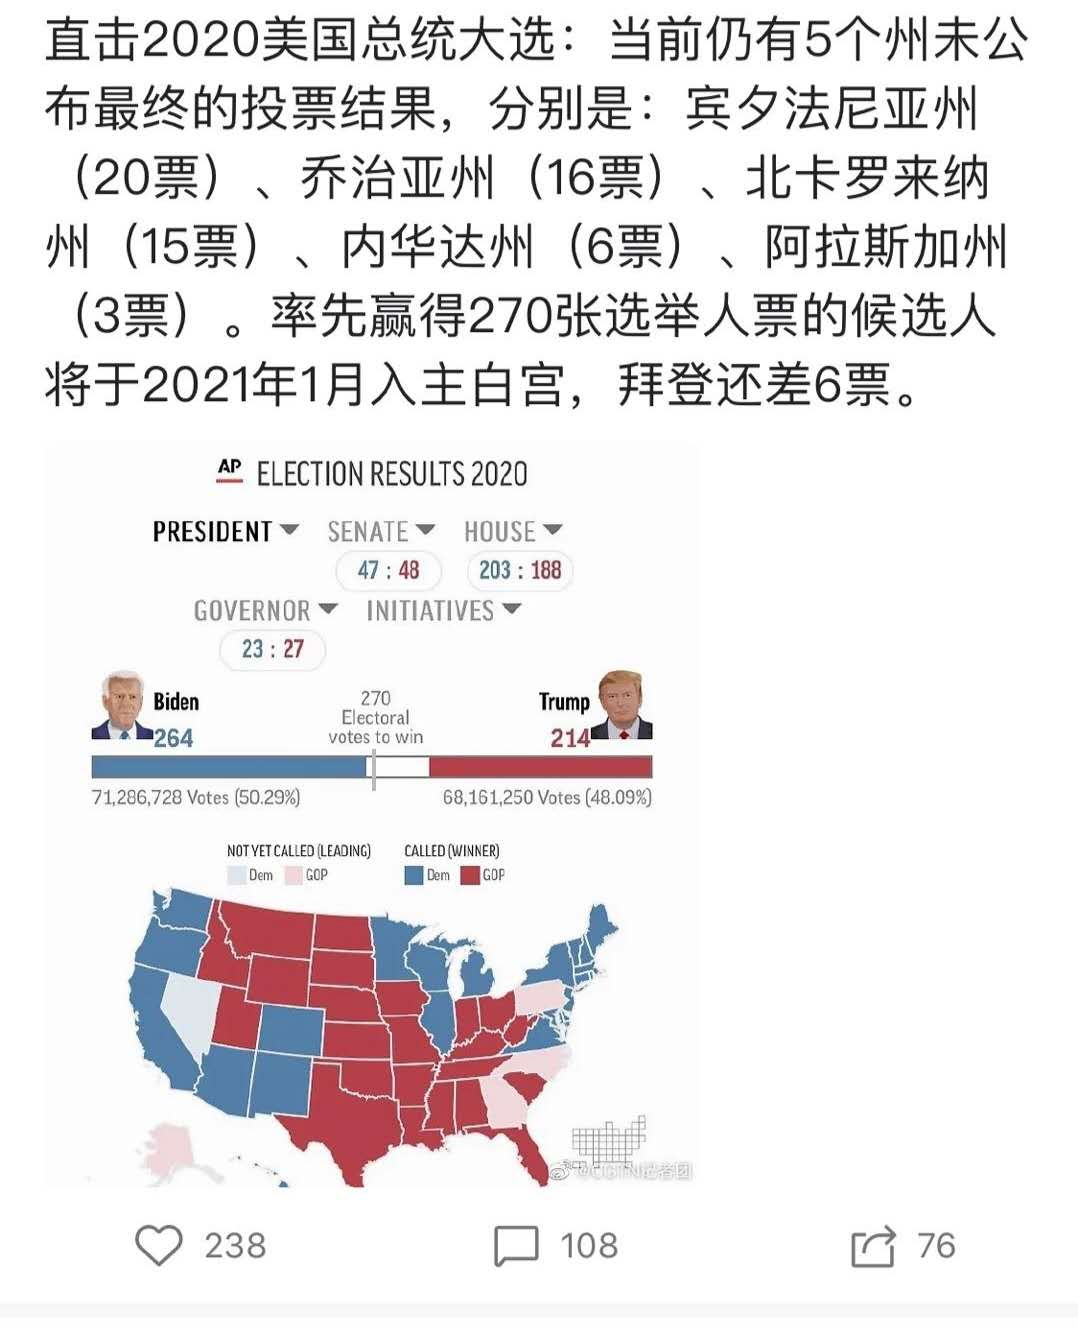 直击2020美国总统大选：当前仍有5个州未公
布最终的投票结果，分别是：宾夕法尼亚州
（20票）、乔治亚州（16票）、北卡罗来纳
州（15票）、内华达州（6票）、阿拉斯加州
（3票）。率先赢得270张选举人票的候选人
将于2021年1月入主白宫，拜登还差6票。
AP ELECTION RESULTS 2020
PRESIDENT SENATE HOUSE
47 : 48 203 : 188
GOVERNOR INITIATIVES
23 : 27
Biden 270 Trump
Electoral
264 votes to win 214
71,286,728 Votes (50.29%) 68,161,250 Votes (48.09%)
NOT YET CALLED (LEADING) CALLED (WINNER)
Dem GOP Dem GOP
@CGTN记者团
238 108 76